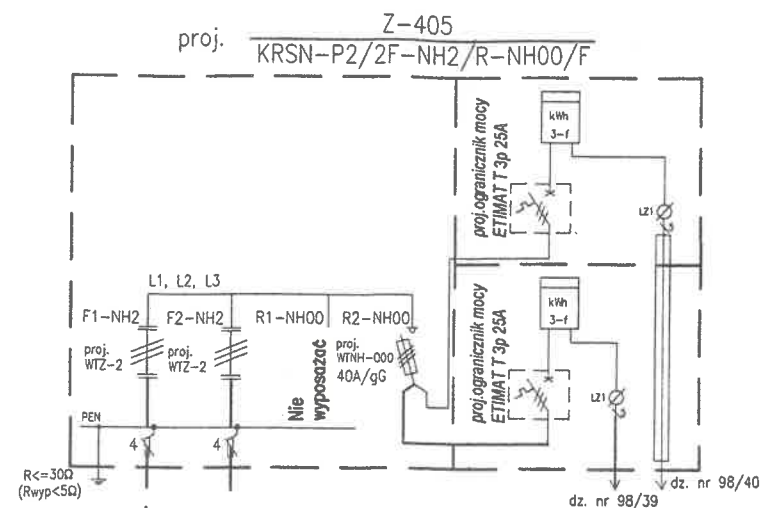 proj. Z-405
KRSN-P2/2F-NH2/R-NH00/F
kWh
3-f
proj.ogranicznik mocy
ETIMAT T 3p 25A
LZ1
L1, L2, L3
F1-NH2 F2-NH2 R1-NH00 R2-NH00
proj.
WTZ-2
proj.
WTZ-2
Nie
wyposażać
proj.
WTNH-000
40A/gG
kWh
3-f
proj.ogranicznik mocy
ETIMAT T 3p 25A
LZ1
PEN
4
4
R<=30Ω
(Rwyp<5Ω)
dz. nr 98/39
dz. nr 98/40